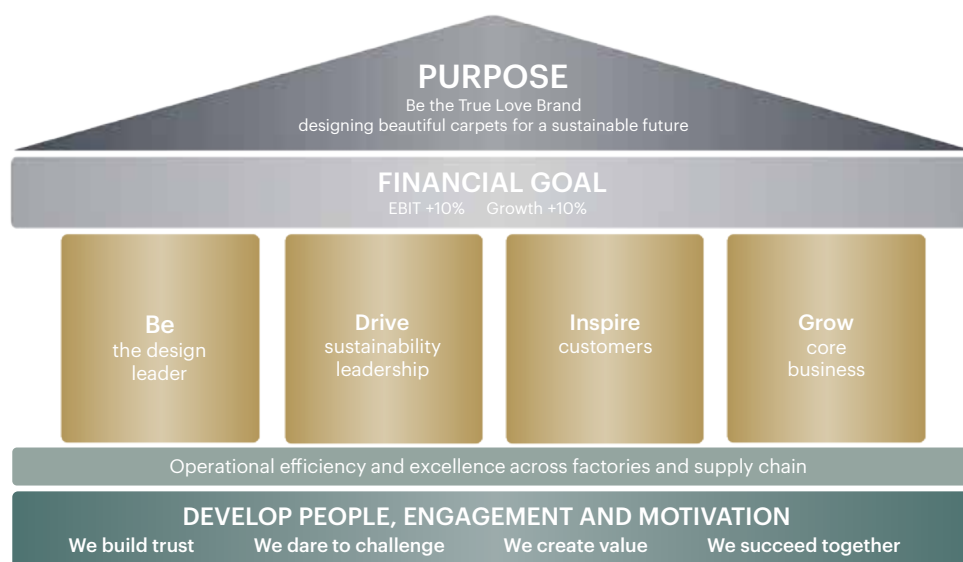 PURPOSE
Be the True Love Brand
designing beautiful carpets for a sustainable future
FINANCIAL GOAL
EBIT +10% Growth +10%
Be
the design
leader
Drive
sustainability
leadership
Inspire
customers
Grow
core
business
Operational efficiency and excellence across factories and supply chain
DEVELOP PEOPLE, ENGAGEMENT AND MOTIVATION
We build trust We dare to challenge We create value We succeed together